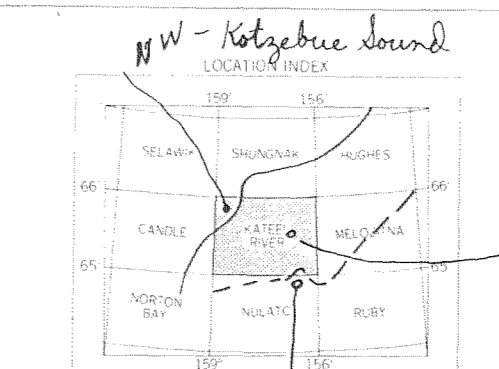 NW - Kotzebue Sound
LOCATION INDEX
159° 156°
SELAWIK SHUNGNAK HUGHES
66° 66°
CANDLE KATEEL RIVER MELOZITNA
65° 65°
NORTON BAY NULATO RUBY
159° 156°